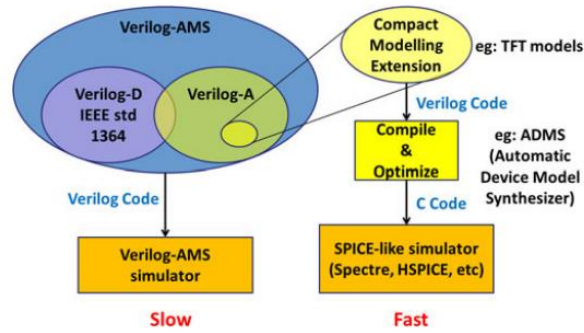 Verilog-AMS
Verilog-D
IEEE std
1364
Verilog-A
Verilog Code
Verilog-AMS
simulator
Slow
Compact
Modelling
Extension
eg: TFT models
Verilog Code
Compile
&
Optimize
eg: ADMS
(Automatic
Device Model
Synthesizer)
C Code
SPICE-like simulator
(Spectre, HSPICE, etc)
Fast